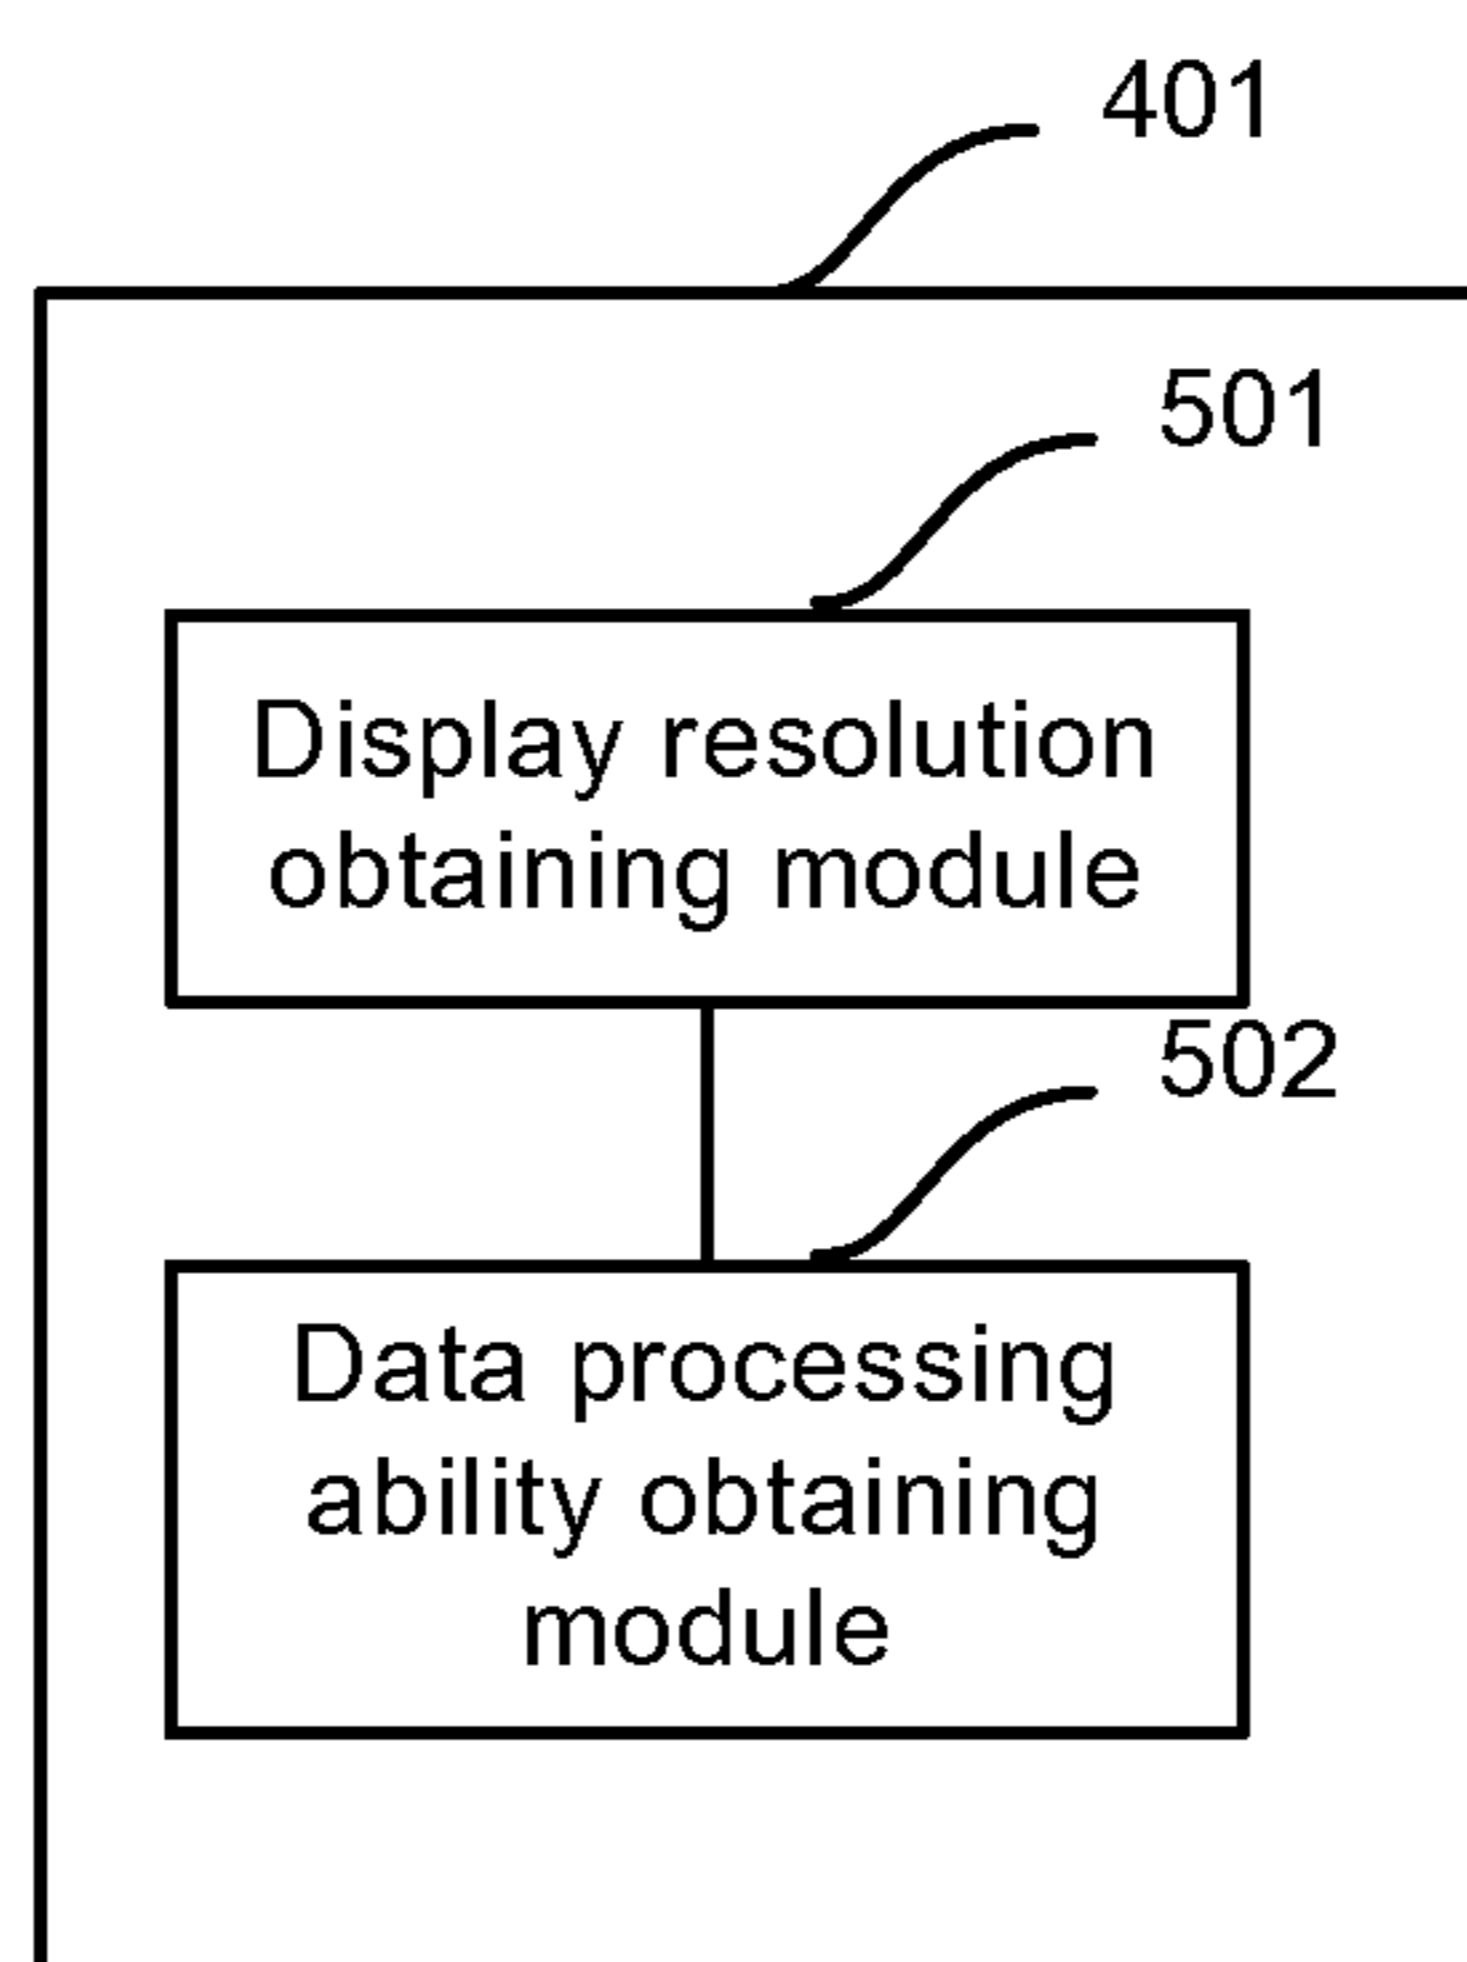 401
501
Display resolution
obtaining module
502
Data processing
ability obtaining
module